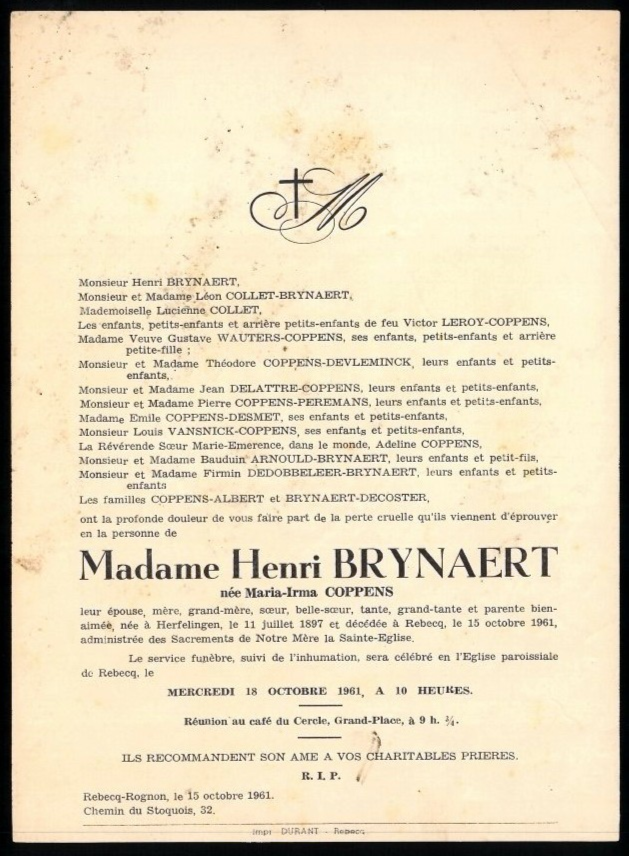 M
Monsieur Henri BRYNAERT,
Monsieur et Madame Léon COLLET-BRYNAERT,
Mademoiselle Lucienne COLLET,
Les enfants, petits-enfants et arrière petits-enfants de feu Victor LEROY-COPPENS,
Madame Veuve Gustave WAUTERS-COPPENS, ses enfants, petits-enfants et arrière
petite-fille ;
Monsieur et Madame Théodore COPPENS-DEVLEMINCK, leurs enfants et petits-
enfants,
Monsieur et Madame Jean DELATTRE-COPPENS, leurs enfants et petits-enfants,
Monsieur et Madame Pierre COPPENS-PEREMANS, leurs enfants et petits-enfants,
Madame Emile COPPENS-DESMET, ses enfants et petits-enfants,
Monsieur Louis VANSNICK-COPPENS, ses enfants et petits-enfants,
La Révérende Sœur Marie-Emerence, dans le monde, Adeline COPPENS,
Monsieur et Madame Bauduin ARNOULD-BRYNAERT, leurs enfants et petit-fils,
Monsieur et Madame Firmin DEDOBBELEER-BRYNAERT, leurs enfants et petits-
enfants
Les familles COPPENS-ALBERT et BRYNAERT-DECOSTER,
ont la profonde douleur de vous faire part de la perte cruelle qu'ils viennent d'éprouver
en la personne de
Madame Henri BRYNAERT
née Maria-Irma COPPENS
leur épouse, mère, grand-mère, sœur, belle-sœur, tante, grand-tante et parente bien-
aimée, née à Herfelingen, le 11 juillet 1897 et décédée à Rebecq, le 15 octobre 1961,
administrée des Sacrements de Notre Mère la Sainte-Eglise.
Le service funèbre, suivi de l'inhumation, sera célébré en l'Eglise paroissiale
de Rebecq, le
MERCREDI 18 OCTOBRE 1961, A 10 HEURES.
Réunion au café du Cercle, Grand-Place, à 9 h. ¾.
ILS RECOMMANDENT SON AME A VOS CHARITABLES PRIERES.
R. I. P.
Rebecq-Rognon, le 15 octobre 1961.
Chemin du Stoquois, 32.
Impr DURANT - Rebecq